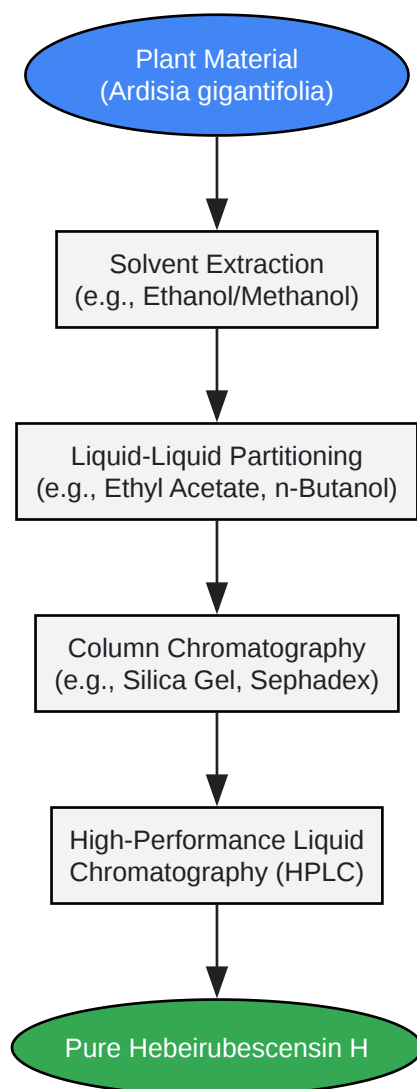 Plant Material
(Ardisia gigantifolia)
Solvent Extraction
(e.g., Ethanol/Methanol)
Liquid-Liquid Partitioning
(e.g., Ethyl Acetate, n-Butanol)
Column Chromatography
(e.g., Silica Gel, Sephadex)
High-Performance Liquid
Chromatography (HPLC)
Pure Hebeirubescensin H